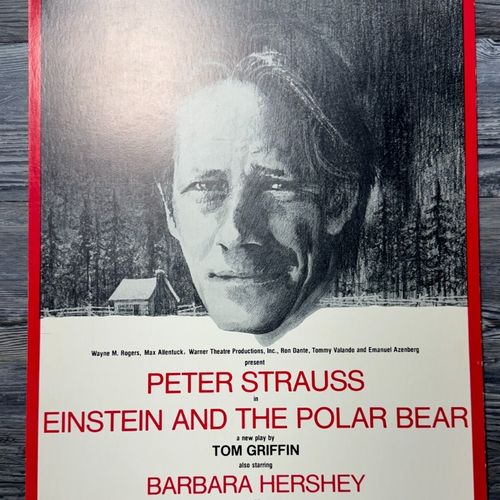 Wayne M. Rogers, Max Allentuck, Warner Theatre Productions, Inc., Ron Dante, Tommy Valando and Emanuel Azenberg
present
PETER STRAUSS
in
EINSTEIN AND THE POLAR BEAR
a new play by
TOM GRIFFIN
also starring
BARBARA HERSHEY